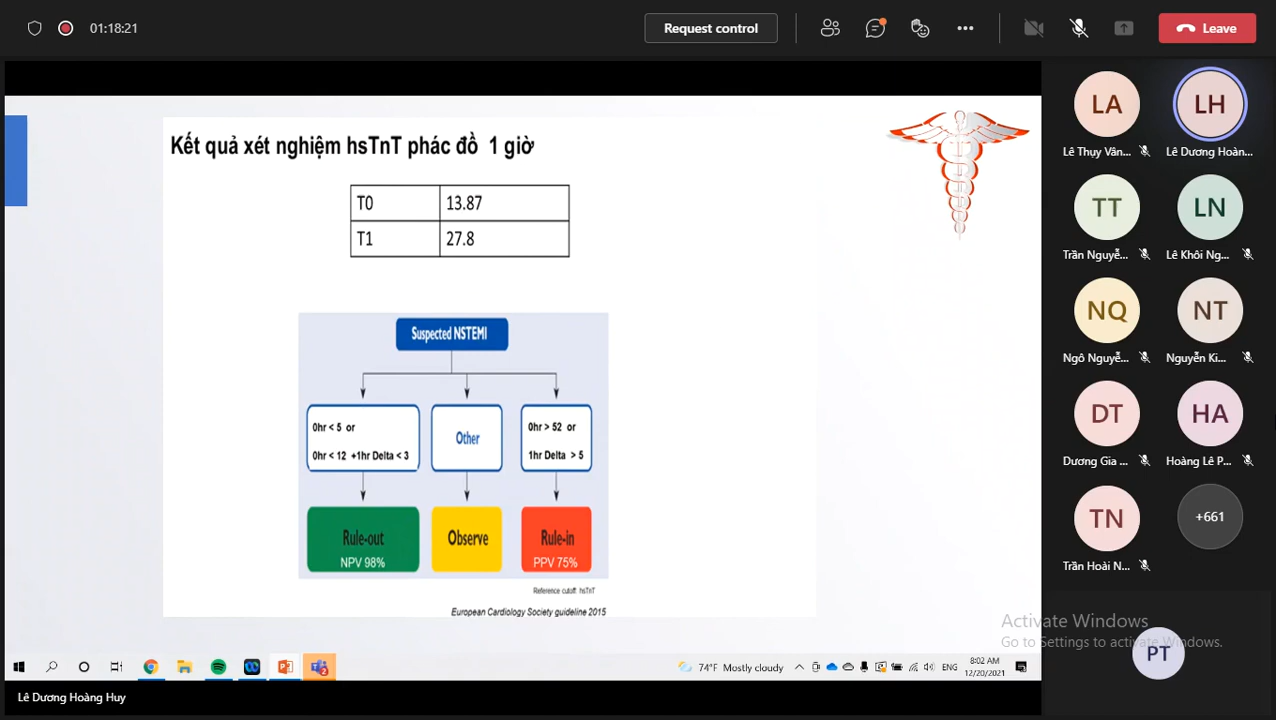 01:18:21
Request control
Leave
Kết quả xét nghiệm hsTnT phác đồ 1 giờ
T0 13.87
T1 27.8
Suspected NSTEMI
0hr < 5 or
0hr < 12 +1hr Delta < 3
Other
0hr > 52 or
1hr Delta > 5
Rule-out
NPV 98%
Observe
Rule-in
PPV 75%
Reference cutoff: hsTnT
European Cardiology Society guideline 2015
LA
LH
Lê Thụy Vân...
Lê Dương Hoàn...
TT
LN
Trần Nguyễ...
Lê Khôi Ng...
NQ
NT
Ngô Nguyễ...
Nguyễn Ki...
DT
HA
Dương Gia ...
Hoàng Lê P...
TN
+661
Trần Hoài N...
Activate Windows
Go to Settings to activate Windows.
PT
74°F Mostly cloudy
ENG
8:02 AM
12/20/2021
Lê Dương Hoàng Huy